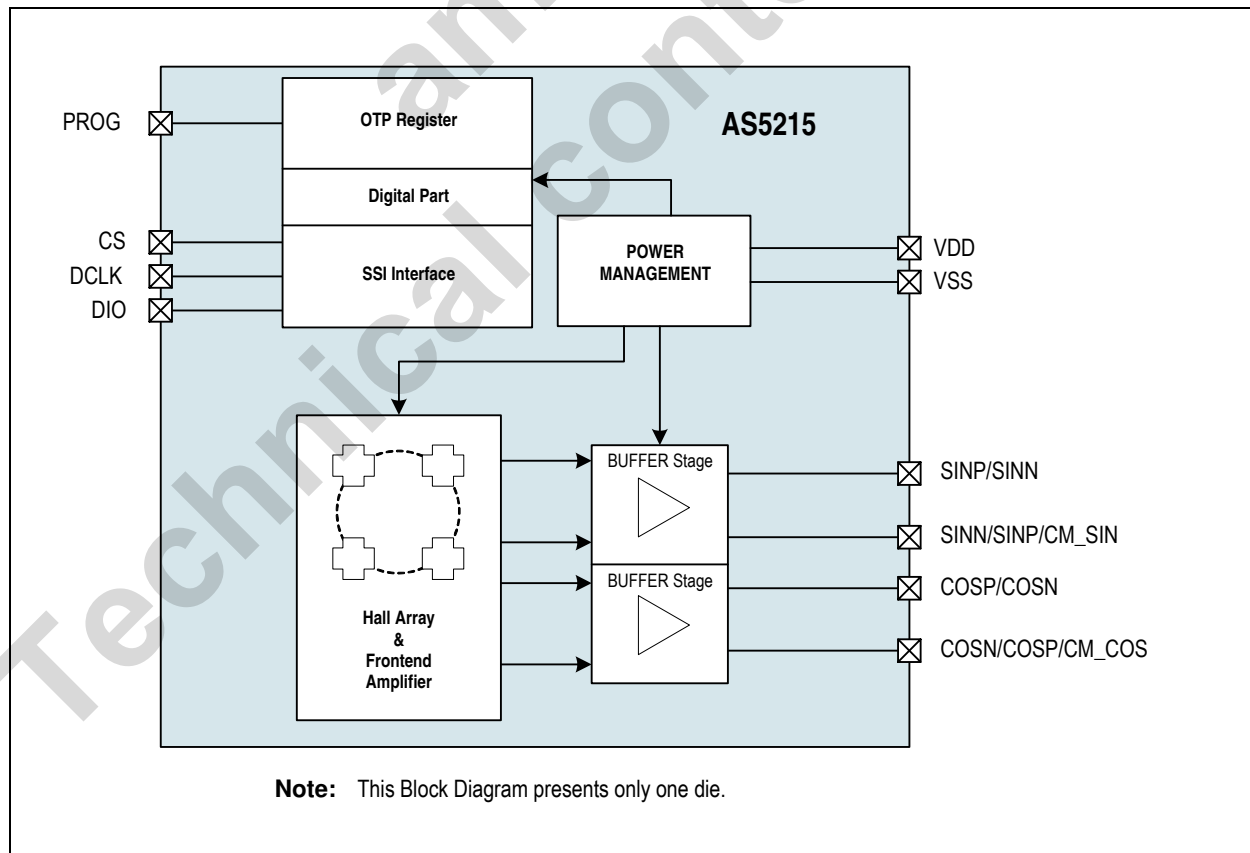 AS5215
PROG
OTP Register
Digital Part
CS
DCLK
DIO
SSI Interface
POWER
MANAGEMENT
VDD
VSS
Hall Array
&
Frontend
Amplifier
BUFFER Stage
BUFFER Stage
SINP/SINN
SINN/SINP/CM_SIN
COSP/COSN
COSN/COSP/CM_COS
Note: This Block Diagram presents only one die.
Technical